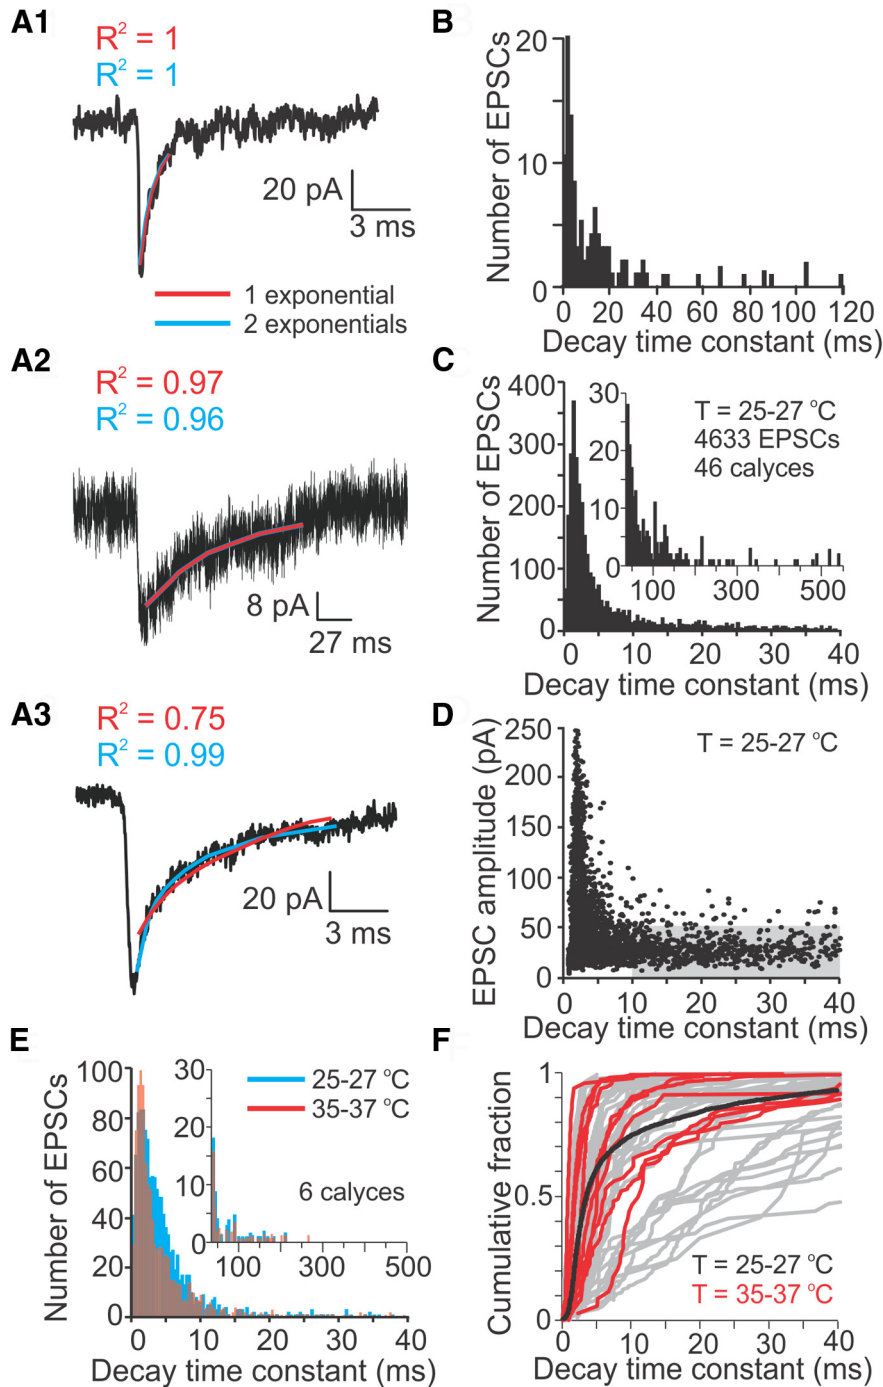 A1
R² = 1
R² = 1
20 pA
3 ms
1 exponential
2 exponentials
B
20
10
0
Number of EPSCs
0 20 40 60 80 100 120
Decay time constant (ms)
A2
R² = 0.97
R² = 0.96
8 pA
27 ms
C
400
300
200
100
0
Number of EPSCs
30
20
10
0
100 300 500
T = 25-27 °C
4633 EPSCs
46 calyces
0 10 20 30 40
Decay time constant (ms)
A3
R² = 0.75
R² = 0.99
20 pA
3 ms
D
250
200
150
100
50
0
EPSC amplitude (pA)
T = 25-27 °C
0 10 20 30 40
Decay time constant (ms)
E
100
80
60
40
20
0
Number of EPSCs
30
20
10
0
100 300 500
25-27 °C
35-37 °C
6 calyces
0 10 20 30 40
Decay time constant (ms)
F
1
0.5
0
Cumulative fraction
T = 25-27 °C
T = 35-37 °C
0 10 20 30 40
Decay time constant (ms)